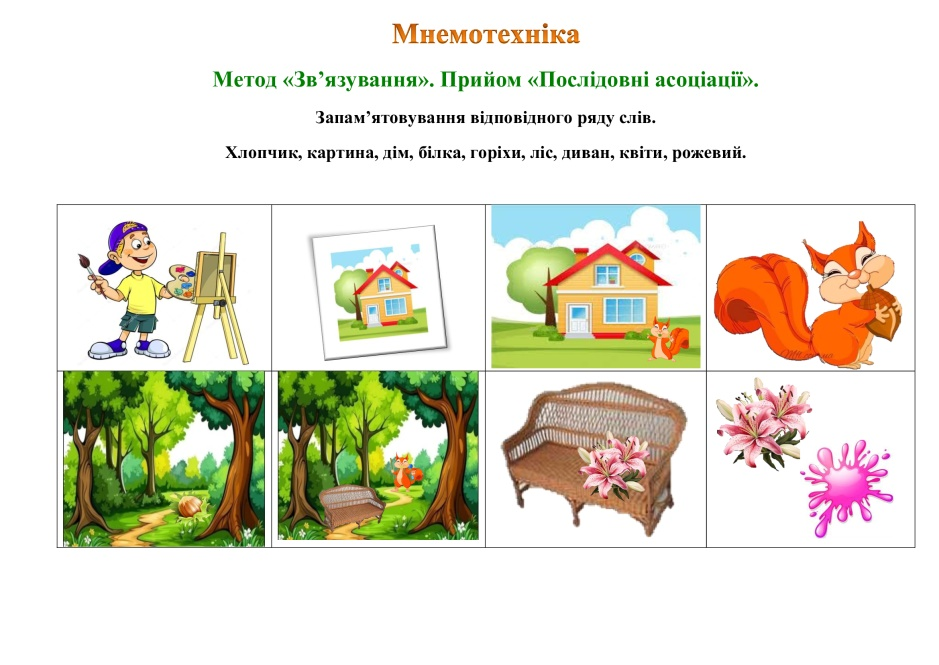 Мнемотехніка
Метод «Зв’язування». Прийом «Послідовні асоціації».
Запам’ятовування відповідного ряду слів.
Хлопчик, картина, дім, білка, горіхи, ліс, диван, квіти, рожевий.